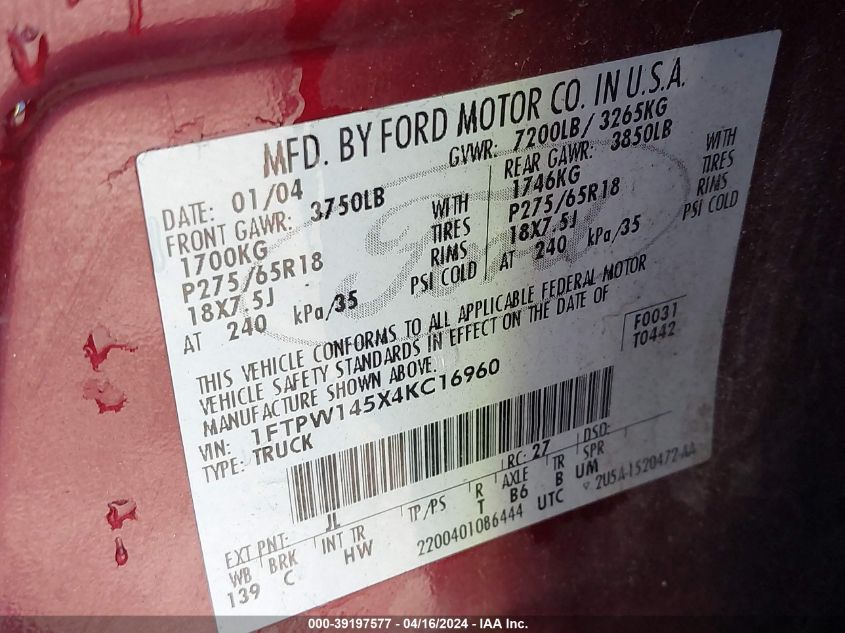 MFD. BY FORD MOTOR CO. IN U.S.A.
DATE: 01/04 GVWR: 7200LB/ 3265KG
FRONT GAWR: 3750LB REAR GAWR: 3850LB
1700KG WITH 1746KG WITH
P275/65R18 TIRES P275/65R18 TIRES
18X7.5J RIMS 18X7.5J RIMS
AT 240 kPa/35 PSI COLD AT 240 kPa/35 PSI COLD
THIS VEHICLE CONFORMS TO ALL APPLICABLE FEDERAL MOTOR
VEHICLE SAFETY STANDARDS IN EFFECT ON THE DATE OF
MANUFACTURE SHOWN ABOVE.
F0031
T0442
VIN: 1FTPW145X4KC16960
TYPE: TRUCK
EXT PNT: JL RC: 27 DSO:
WB BRK INT TR TP/PS R AXLE TR SPR
139 C HW T B6 B UM
2200401086444 UTC 2U5A-1520472-AA
Ford
000-39197577 - 04/16/2024 - IAA Inc.